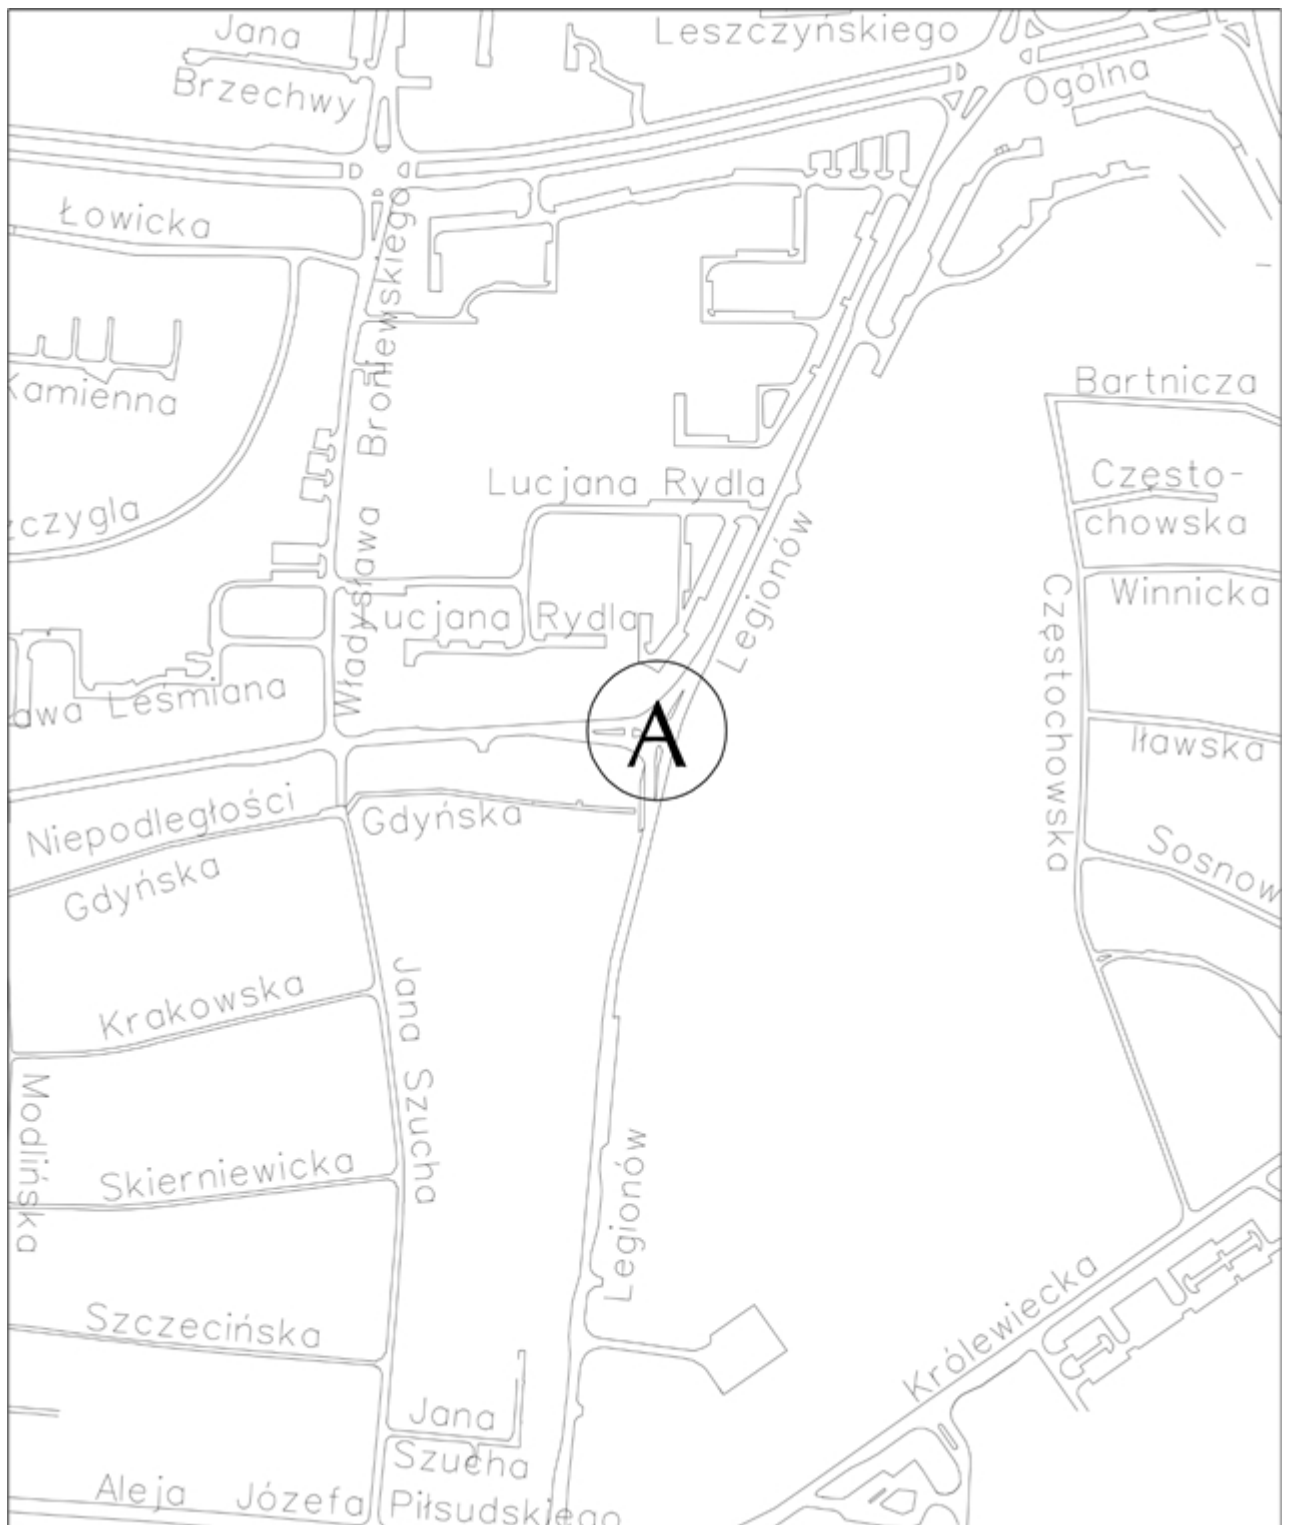 Jana
Brzechwy
Leszczyńskiego
Ogólna
Łowicka
Kamienna
Władysława Broniewskiego
Bartnicza
Często-
chowska
Lucjana Rydla
zczygla
Legionów
Winnicka
Lucjana Rydla
Częstochowska
awa Leśmiana
A
Iławska
Niepodległości
Gdyńska
Gdyńska
Sosnow
Krakowska
Jana Szucha
Modlińska
Skierniewicka
Legionów
Szczecińska
Królewiecka
Jana
Szucha
Aleja Józefa Piłsudskiego